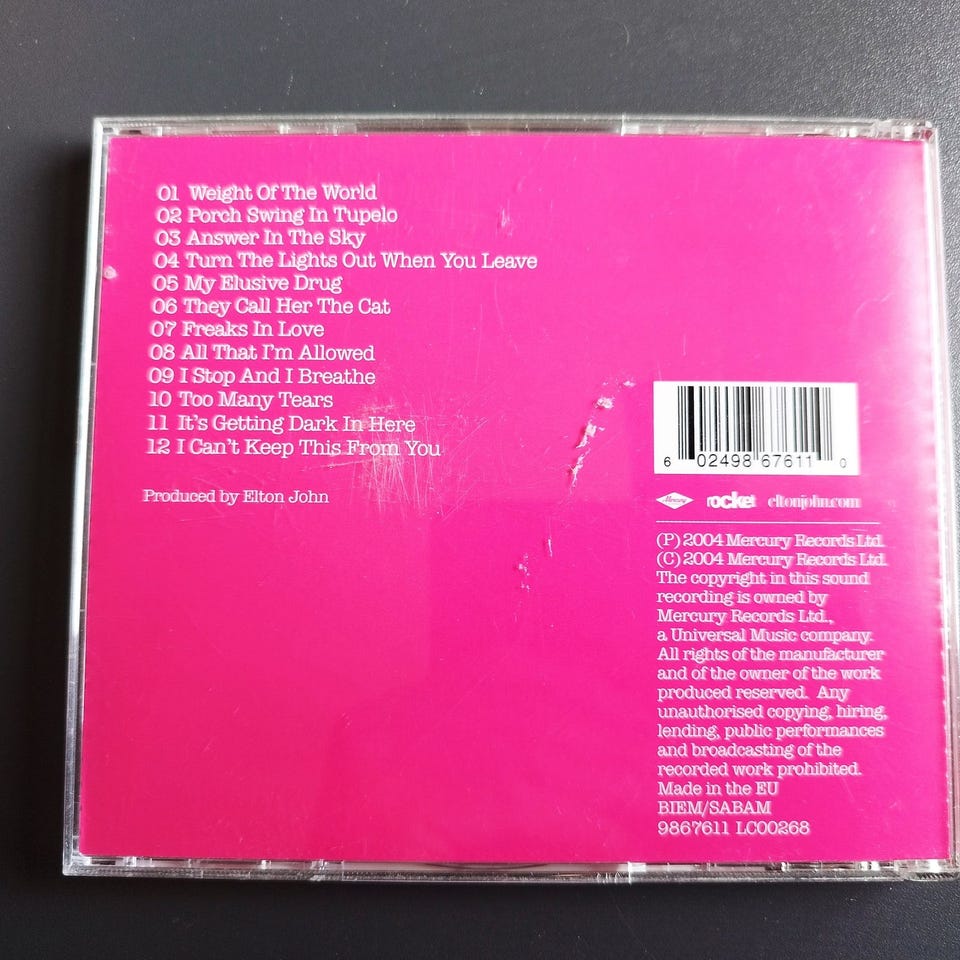 01 Weight Of The World
02 Porch Swing In Tupelo
03 Answer In The Sky
04 Turn The Lights Out When You Leave
05 My Elusive Drug
06 They Call Her The Cat
07 Freaks In Love
08 All That I'm Allowed
09 I Stop And I Breathe
10 Too Many Tears
11 It's Getting Dark In Here
12 I Can't Keep This From You
Produced by Elton John
6 02498 67611 0
Mercury rocket eltonjohn.com
(P) 2004 Mercury Records Ltd.
(C) 2004 Mercury Records Ltd.
The copyright in this sound
recording is owned by
Mercury Records Ltd.,
a Universal Music company.
All rights of the manufacturer
and of the owner of the work
produced reserved. Any
unauthorised copying, hiring,
lending, public performances
and broadcasting of the
recorded work prohibited.
Made in the EU
BIEM/SABAM
9867611 LC00268